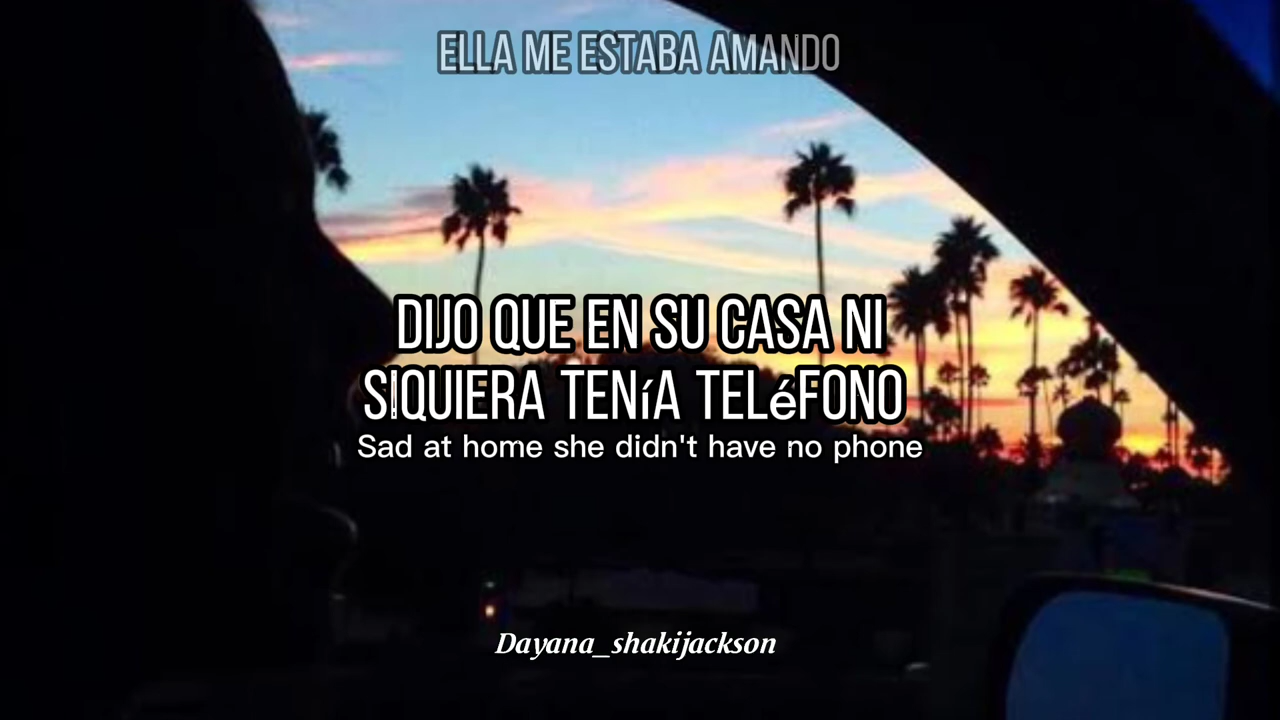 ELLA ME ESTABA AMANDO
DIJO QUE EN SU CASA NI
SIQUIERA TENíA TELéFONO
Sad at home she didn't have no phone
Dayana_shakijackson